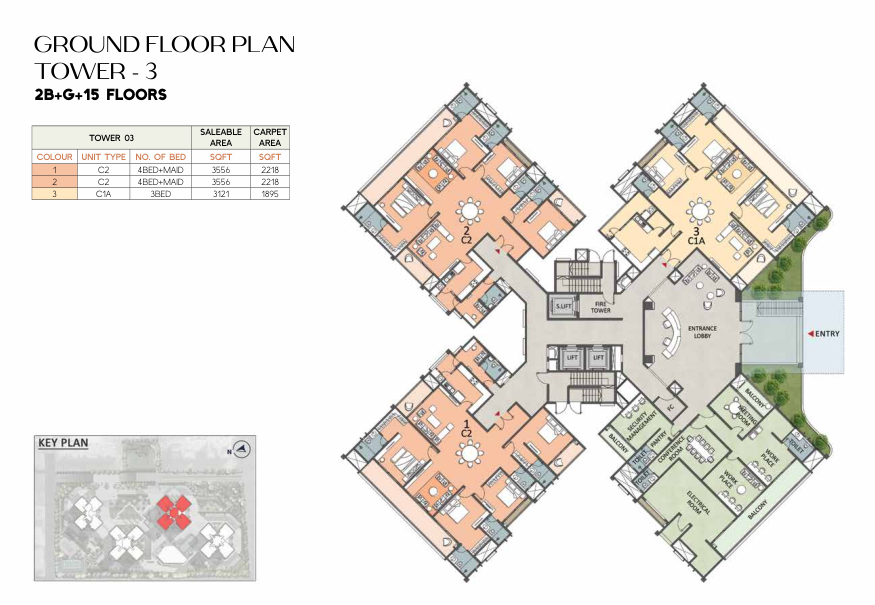 GROUND FLOOR PLAN
TOWER - 3
2B+G+15 FLOORS
TOWER 03 SALEABLE AREA CARPET AREA
COLOUR UNIT TYPE NO. OF BED SQFT SQFT
1 C2 4BED+MAID 3556 2218
2 C2 4BED+MAID 3556 2218
3 C1A 3BED 3121 1895
2
C2
3
C1A
S.LIFT
FIRE
TOWER
ENTRANCE
LOBBY
ENTRY
LIFT
LIFT
1
C2
FC
SECURITY
MANAGEMENT
BALCONY
PANTRY
TOILET
TOILET
CONFERENCE
ROOM
BALCONY
MEETING
ROOM
TOILET
WORK
PLACE
WORK
PLACE
BALCONY
ELECTRICAL
ROOM
KEY PLAN
N